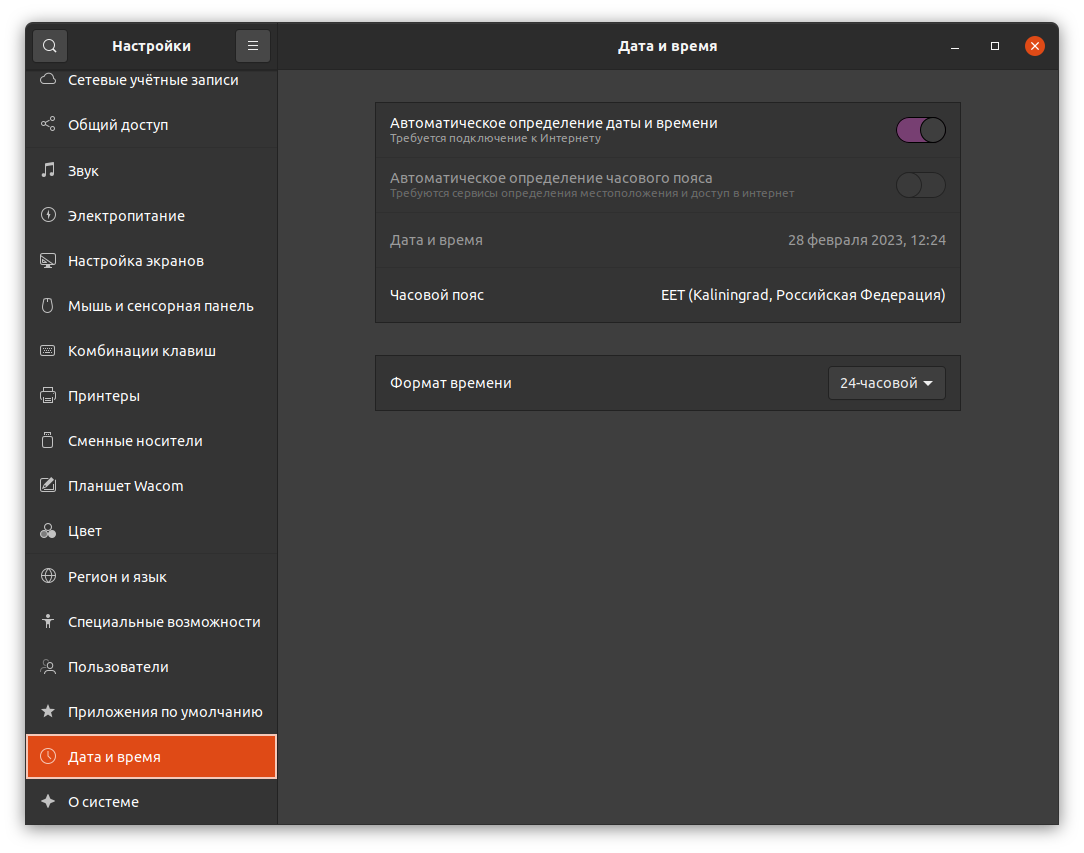 Настройки
Дата и время
Сетевые учётные записи
Общий доступ
Звук
Электропитание
Настройка экранов
Мышь и сенсорная панель
Комбинации клавиш
Принтеры
Сменные носители
Планшет Wacom
Цвет
Регион и язык
Специальные возможности
Пользователи
Приложения по умолчанию
Дата и время
О системе
Автоматическое определение даты и времени
Требуется подключение к Интернету
Автоматическое определение часового пояса
Требуются сервисы определения местоположения и доступ в интернет
Дата и время 28 февраля 2023, 12:24
Часовой пояс EET (Kaliningrad, Российская Федерация)
Формат времени 24-часовой